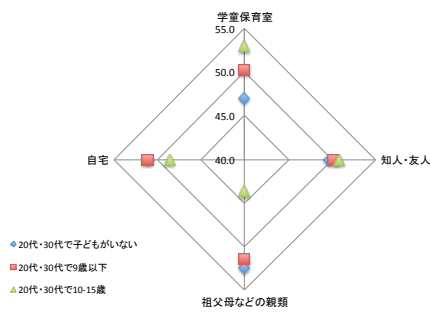 学童保育室
55.0
50.0
45.0
40.0
自宅
知人・友人
20代・30代で子どもがいない
20代・30代で9歳以下
20代・30代で10-15歳
祖父母などの親類